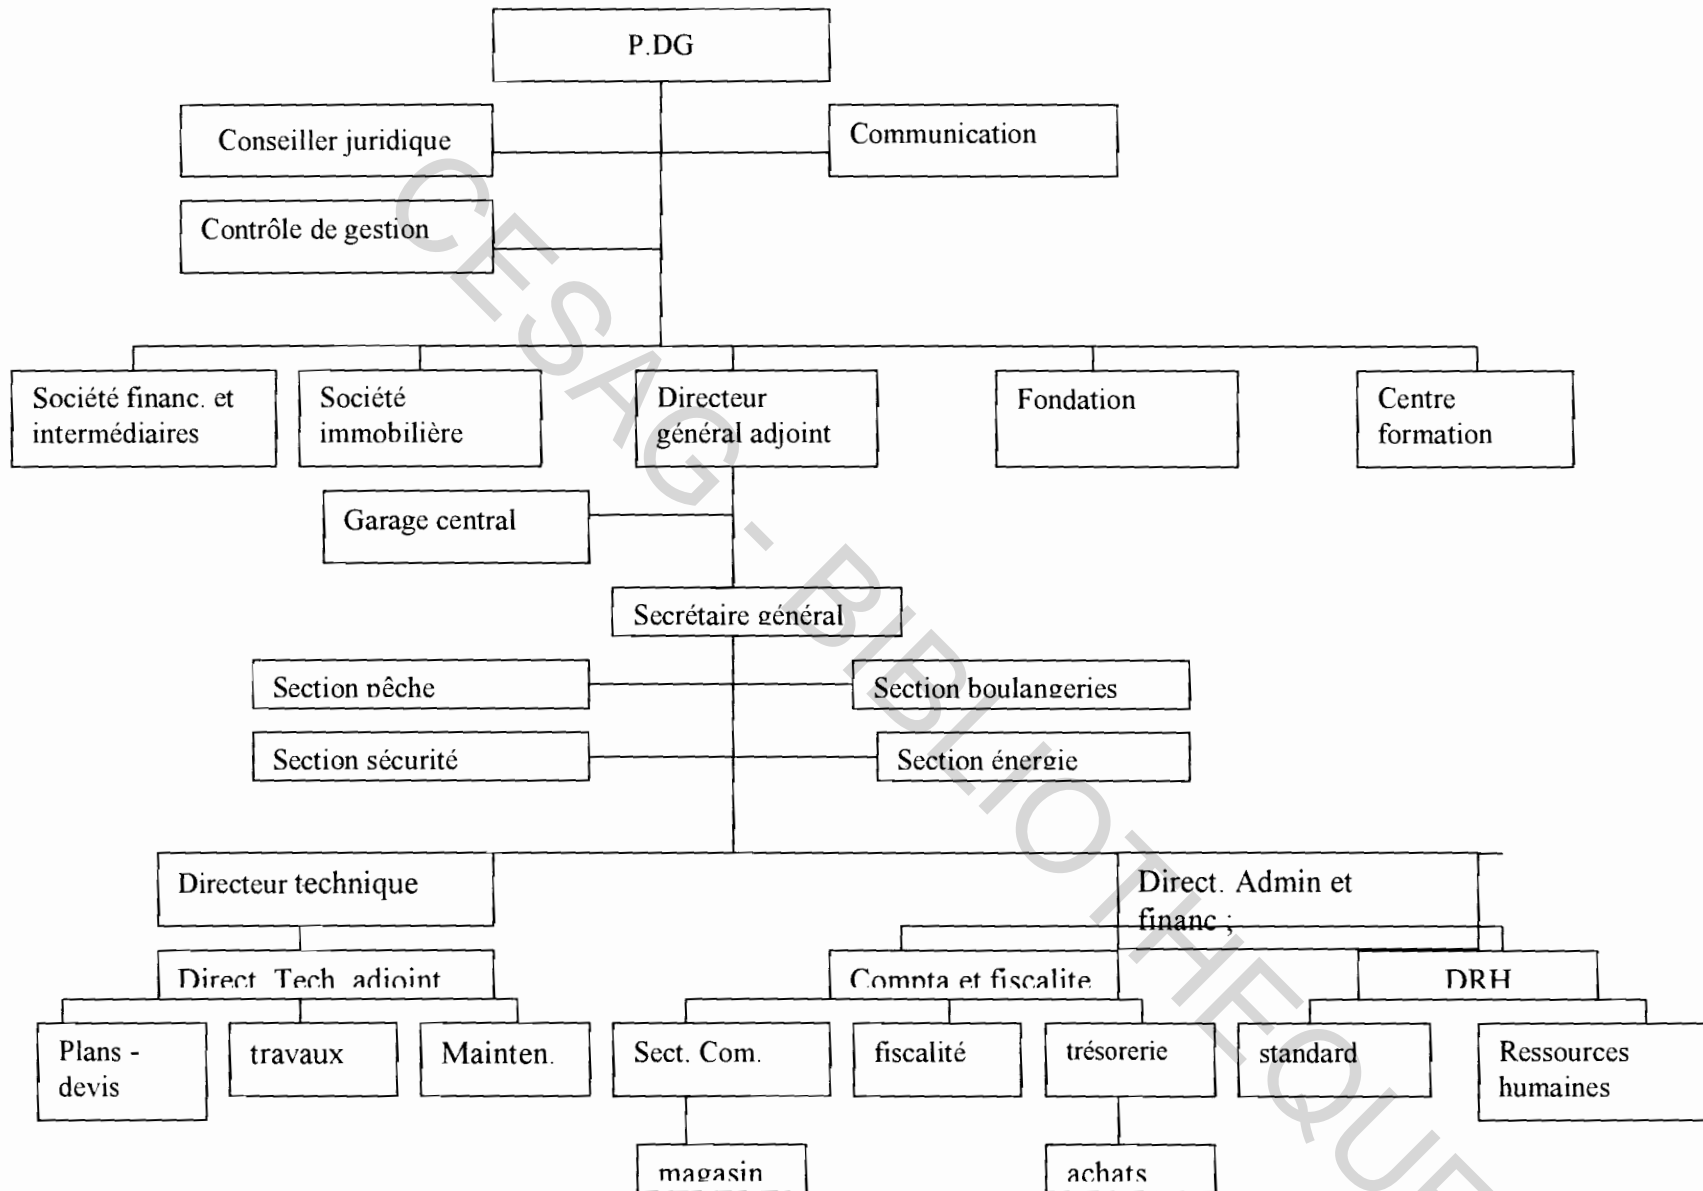 P.DG
Conseiller juridique
Communication
Contrôle de gestion
Société financ. et
intermédiaires
Société
immobilière
Directeur
général adjoint
Fondation
Centre
formation
Garage central
Secrétaire général
Section pêche
Section boulangeries
Section sécurité
Section énergie
Directeur technique
Direct. Admin et
financ ;
Direct. Tech. adjoint
Compta et fiscalite
DRH
Plans -
devis
travaux
Mainten.
Sect. Com.
fiscalité
trésorerie
standard
Ressources
humaines
magasin
achats
CESAG - BIBLIOTHEQUE